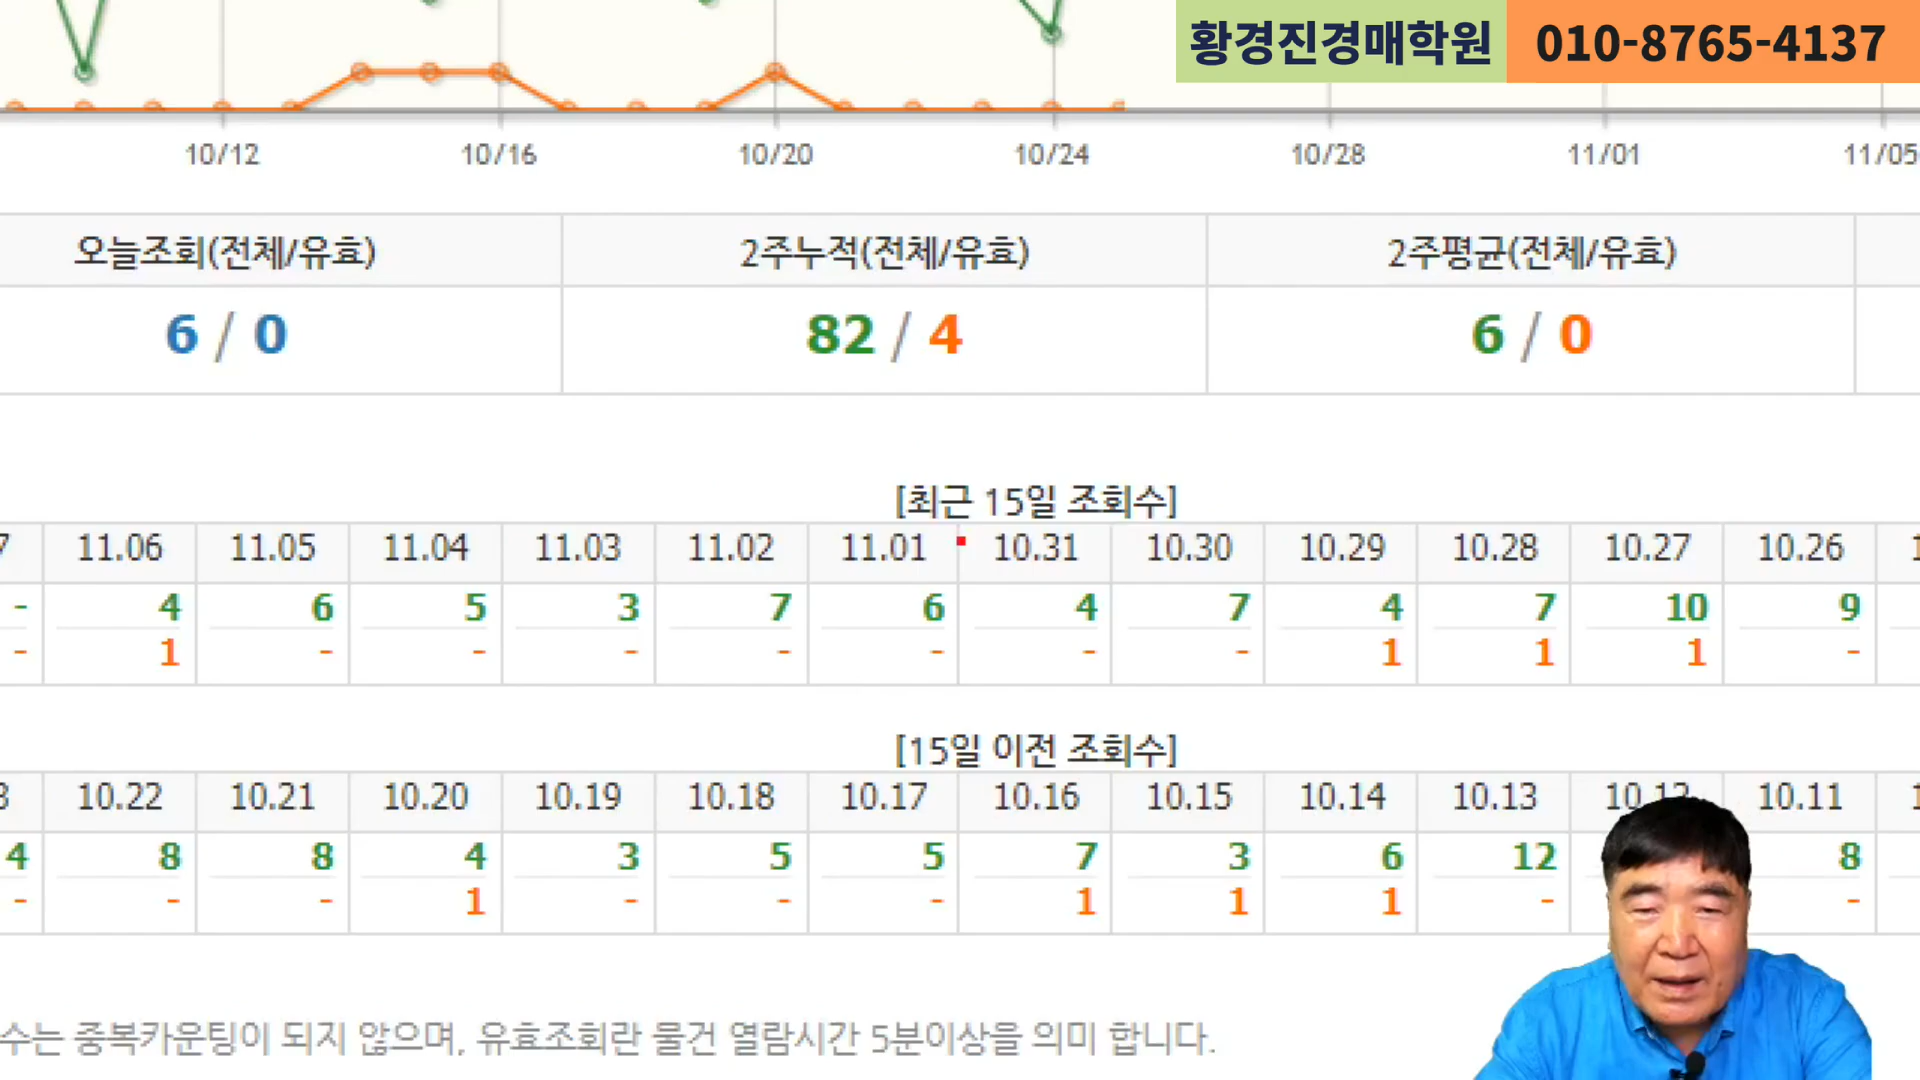 황경진경매학원 010-8765-4137
10/12 10/16 10/20 10/24 10/28 11/01 11/05
오늘조회(전체/유효) 2주누적(전체/유효) 2주평균(전체/유효)
6 / 0 82 / 4 6 / 0
[최근 15일 조회수]
11.06 11.05 11.04 11.03 11.02 11.01 10.31 10.30 10.29 10.28 10.27 10.26
- 4 6 5 3 7 6 4 7 4 7 10 9
- 1 - - - - - - - 1 1 1 -
[15일 이전 조회수]
10.22 10.21 10.20 10.19 10.18 10.17 10.16 10.15 10.14 10.13 10.12 10.11
4 8 8 4 3 5 5 7 3 6 12 8
- - - 1 - - - 1 1 1 - -
수는 중복카운팅이 되지 않으며, 유효조회란 물건 열람시간 5분이상을 의미 합니다.